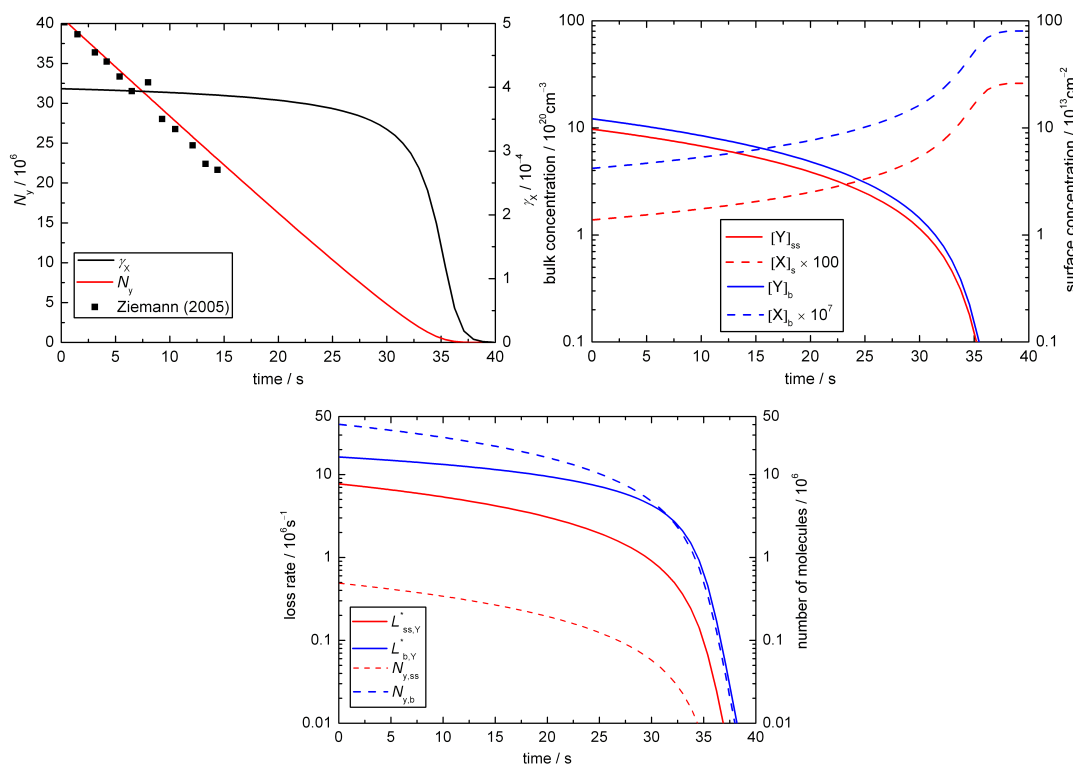 40
35
30
25
20
15
10
5
0
N_y / 10^6
5
4
3
2
1
0
γ_X / 10^-4
0 5 10 15 20 25 30 35 40
time / s
γ_X
N_y
Ziemann (2005)
100
10
1
0.1
bulk concentration / 10^20 cm^−3
100
10
1
0.1
surface concentration / 10^13 cm^−2
0 5 10 15 20 25 30 35 40
time / s
[Y]_ss
[X]_s × 100
[Y]_b
[X]_b × 10^7
50
10
1
0.1
0.01
loss rate / 10^6 s^−1
50
10
1
0.1
0.01
number of molecules / 10^6
0 5 10 15 20 25 30 35 40
time / s
L^*_ss,Y
L^*_b,Y
N_y,ss
N_y,b